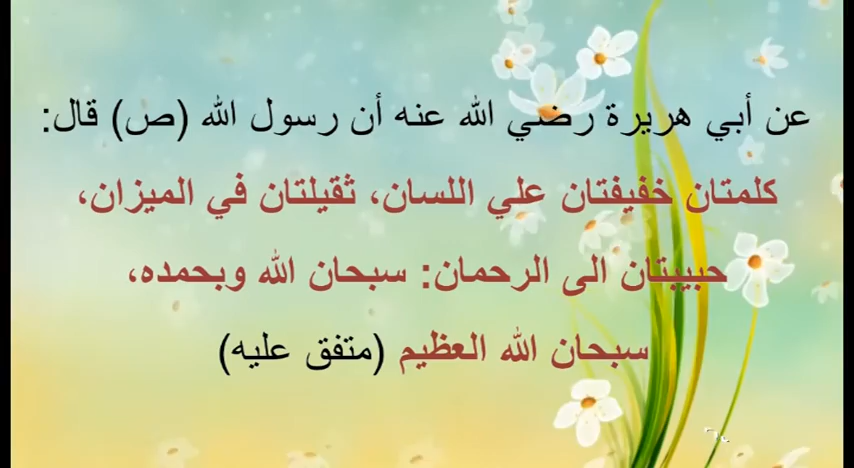 عن أبي هريرة رضي الله عنه أن رسول الله (ص) قال:
كلمتان خفيفتان علي اللسان، ثقيلتان في الميزان،
حبيبتان الى الرحمان: سبحان الله وبحمده،
سبحان الله العظيم (متفق عليه)